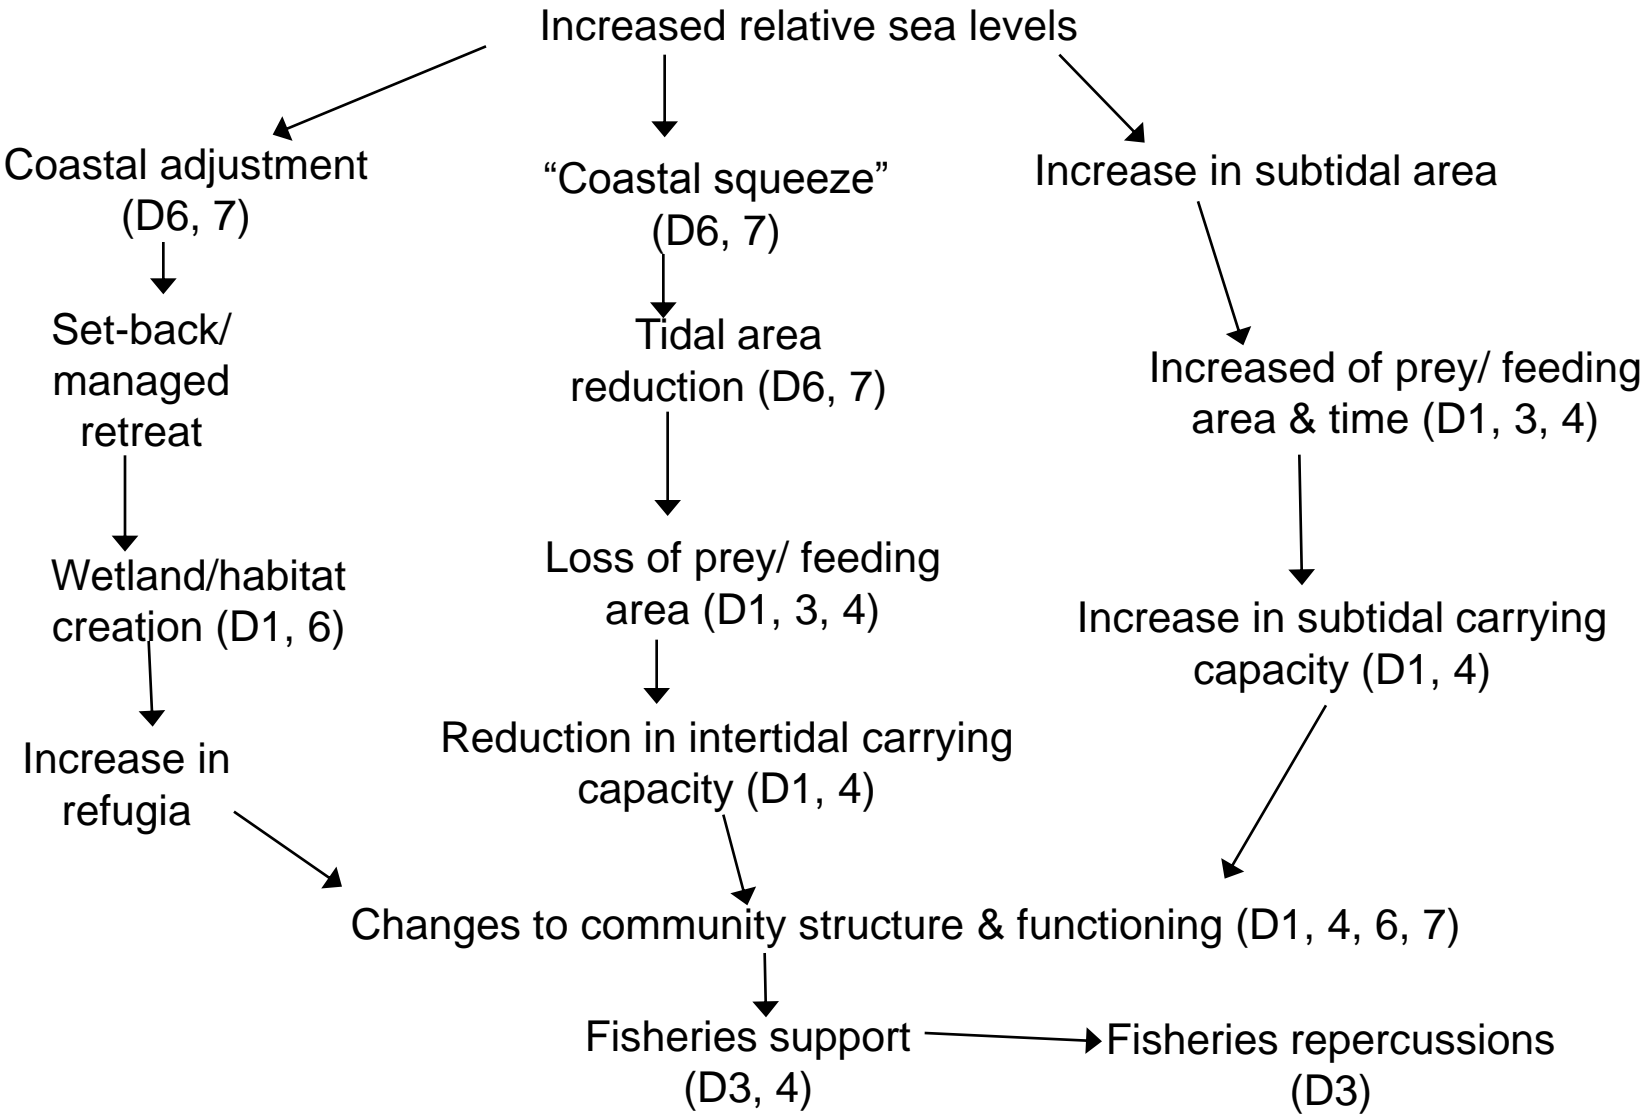 Increased relative sea levels
Coastal adjustment
(D6, 7)
“Coastal squeeze”
(D6, 7)
Increase in subtidal area
Set-back/
managed
retreat
Tidal area
reduction (D6, 7)
Increased of prey/ feeding
area & time (D1, 3, 4)
Wetland/habitat
creation (D1, 6)
Loss of prey/ feeding
area (D1, 3, 4)
Increase in subtidal carrying
capacity (D1, 4)
Increase in
refugia
Reduction in intertidal carrying
capacity (D1, 4)
Changes to community structure & functioning (D1, 4, 6, 7)
Fisheries support
(D3, 4)
Fisheries repercussions
(D3)